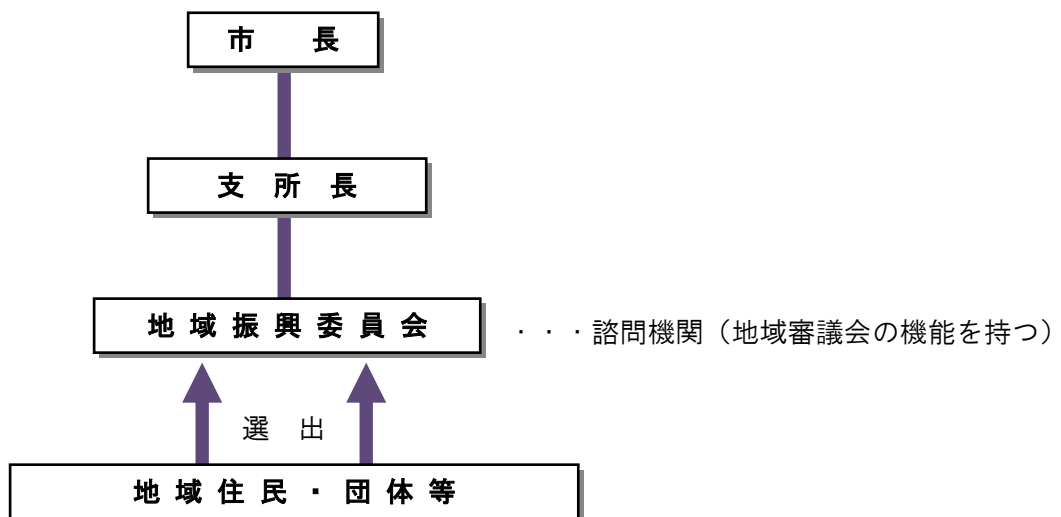 市　　長
支　所　長
地 域 振 興 委 員 会
・・・諮問機関（地域審議会の機能を持つ）
選　出
地 域 住 民 ・ 団 体 等